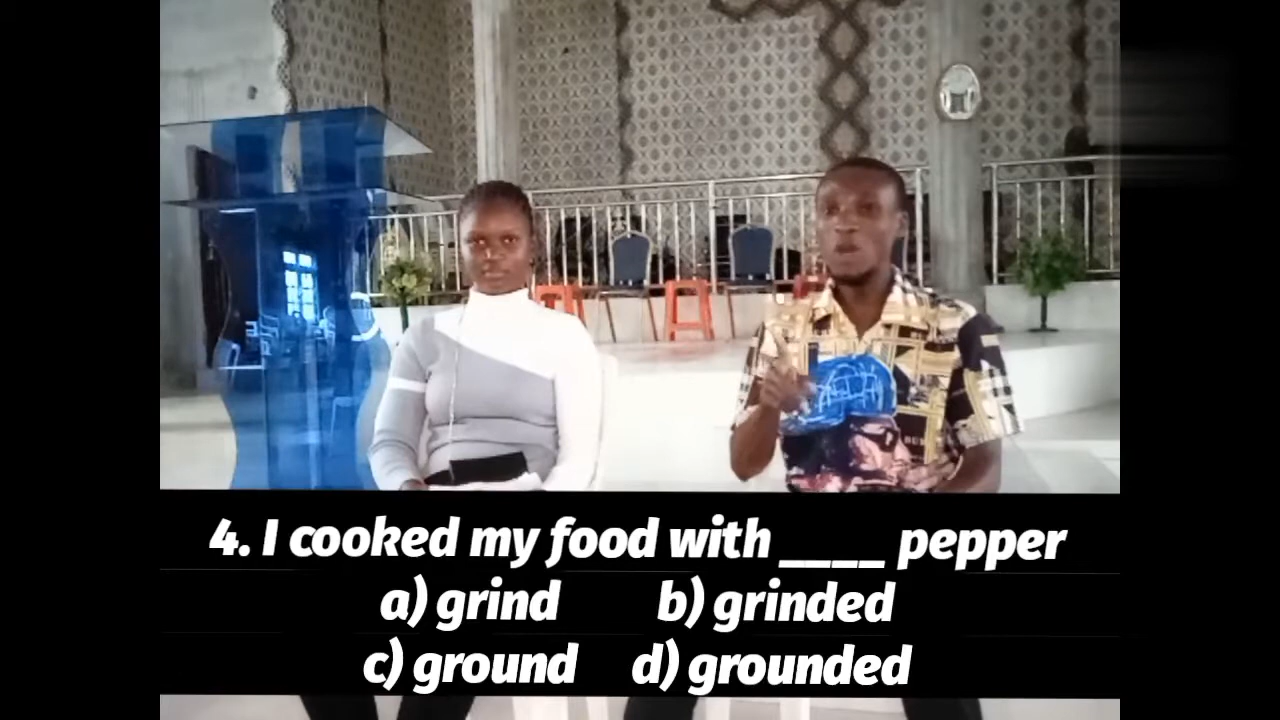 4. I cooked my food with ____ pepper
a) grind b) grinded
c) ground d) grounded